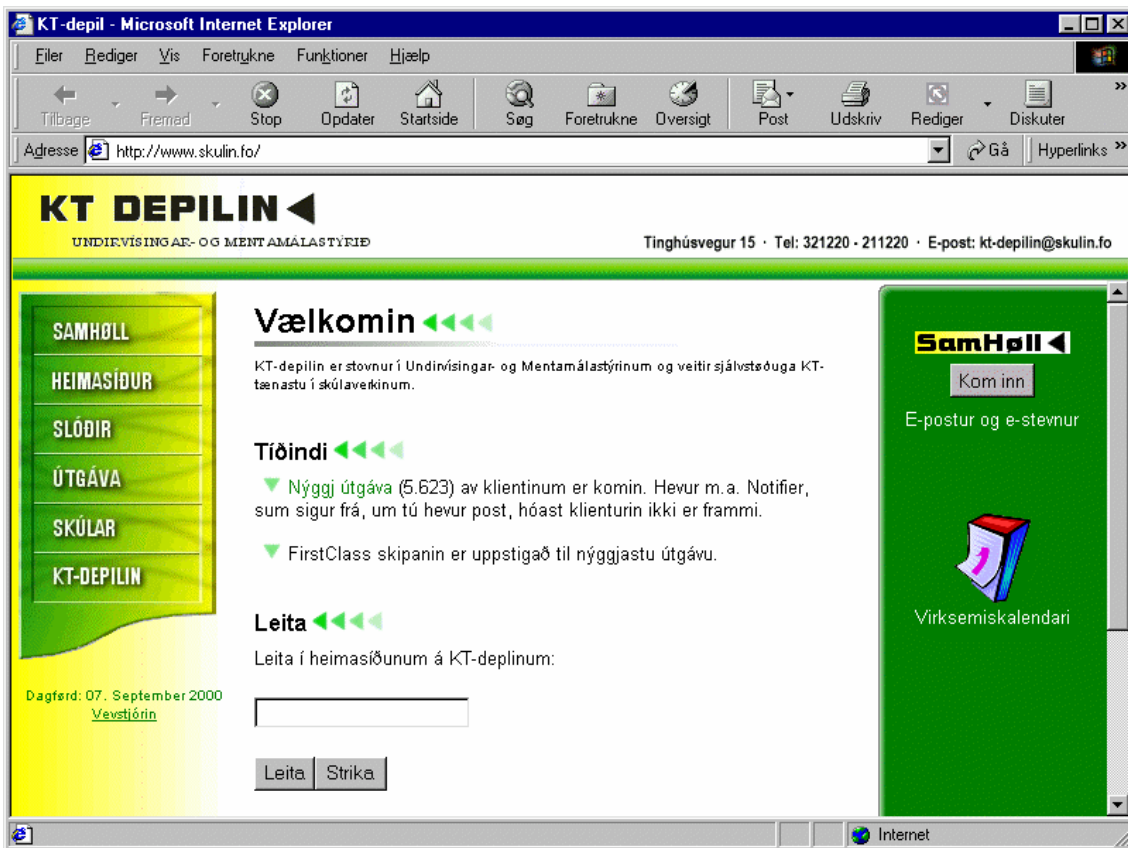 KT-depil - Microsoft Internet Explorer
Filer Rediger Vis Foretrukne Funktioner Hjælp
Tilbage Fremad Stop Opdater Startside Søg Foretrukne Oversigt Post Udskriv Rediger Diskuter »
Adresse http://www.skulin.fo/ Gå Hyperlinks »
KT DEPILIN
UNDIRVÍSINGAR- OG MENTAMÁLASTÝRIÐ
Tinghúsvegur 15 · Tel: 321220 - 211220 · E-post: kt-depilin@skulin.fo
SAMHØLL
HEIMASÍÐUR
SLÓÐIR
ÚTGÁVA
SKÚLAR
KT-DEPILIN
Dagførd: 07. September 2000
Vevstjórin
Vælkomin
KT-depilin er stovnur í Undirvísingar- og Mentamálastýrinum og veitir sjálvstøðuga KT-
tænastu í skúlaverkinum.
Tíðindi
Nýggj útgáva (5.623) av klientinum er komin. Hevur m.a. Notifier,
sum sigur frá, um tú hevur post, hóast klienturin ikki er frammi.
FirstClass skipanin er uppstigað til nýggjastu útgávu.
Leita
Leita í heimasíðunum á KT-deplinum:
Leita Strika
SamHøll
Kom inn
E-postur og e-stevnur
Virksemiskalendari
Internet